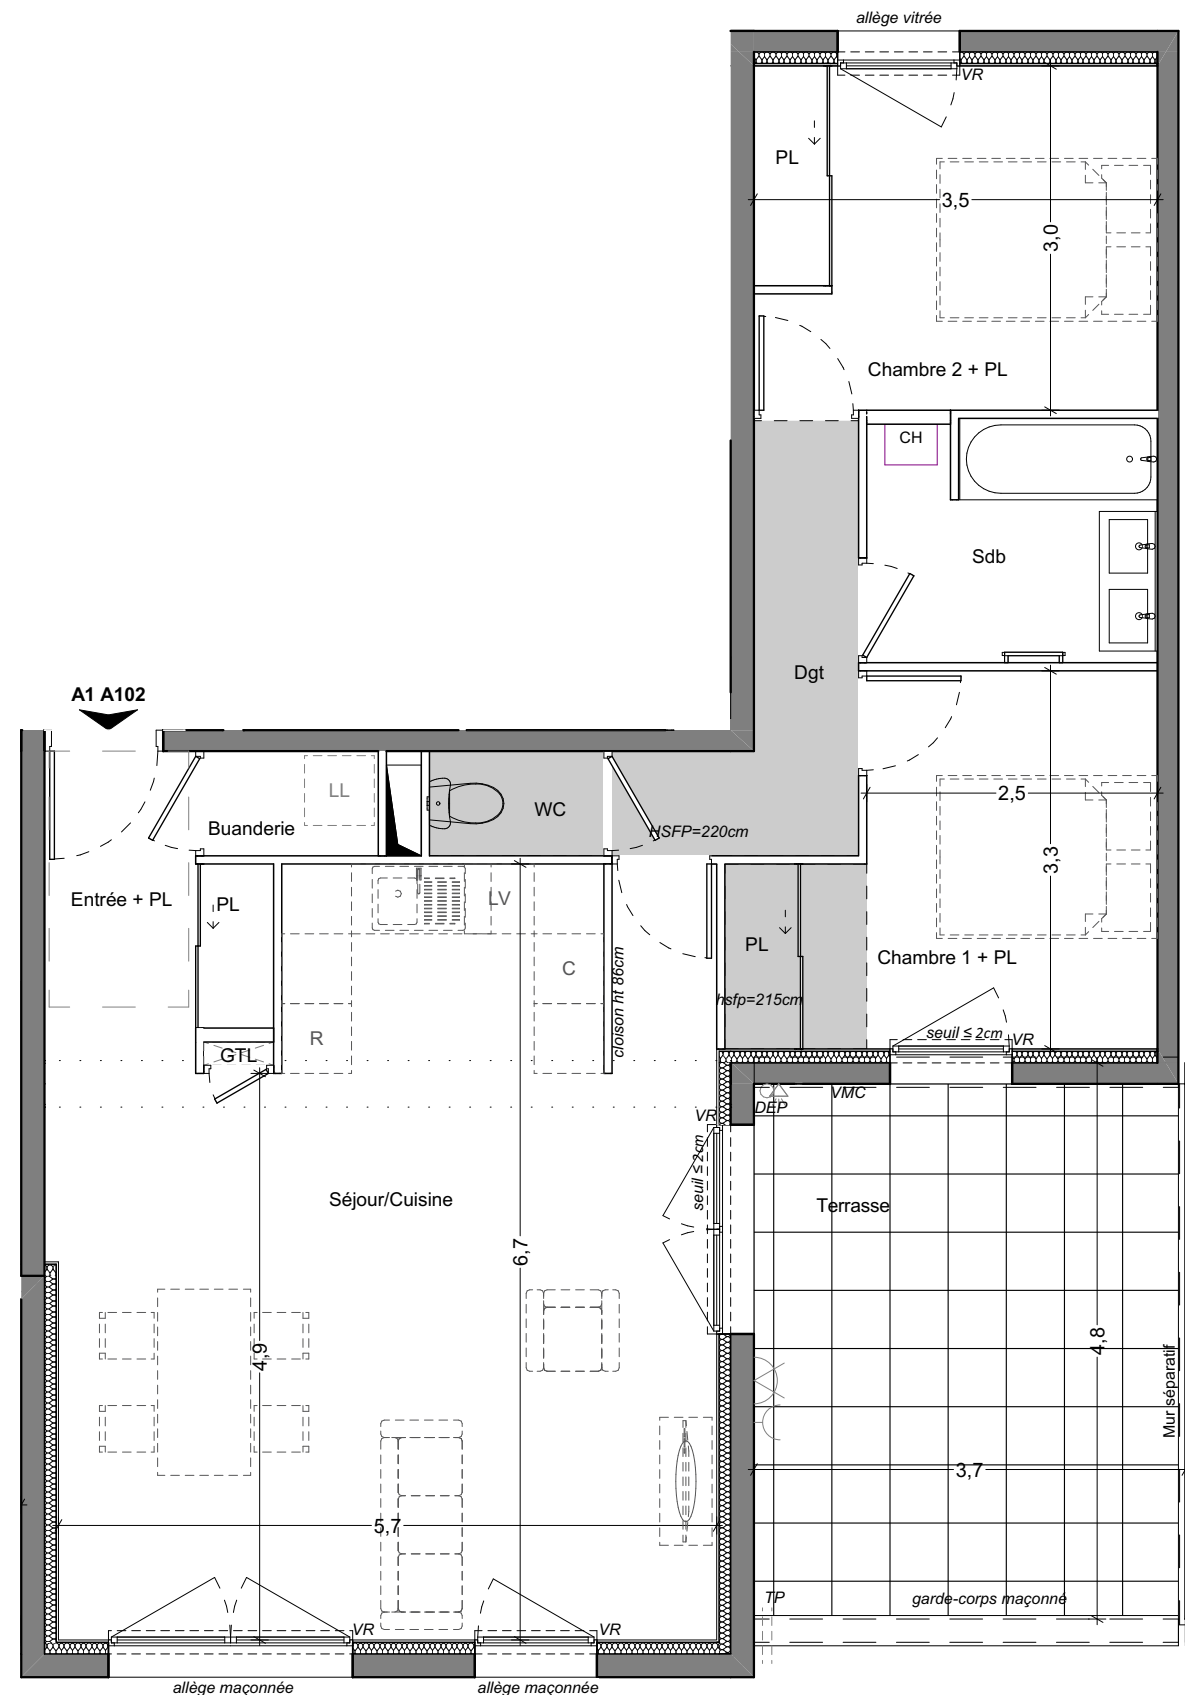 allège vitrée
VR
PL
3,5
3,0
Chambre 2 + PL
CH
Sdb
Dgt
A1 A102
LL
Buanderie
WC
HSFP=220cm
2,5
3,3
Entrée + PL
PL
LV
C
R
GTL
cloison ht 86cm
PL
hsfp=215cm
Chambre 1 + PL
seuil ≤ 2cm
VR
DEP
VMC
VR
seuil ≤ 2cm
Séjour/Cuisine
Terrasse
6,7
4,9
4,8
Mur séparatif
3,7
5,7
TP
garde-corps maçonné
VR
VR
allège maçonnée
allège maçonnée